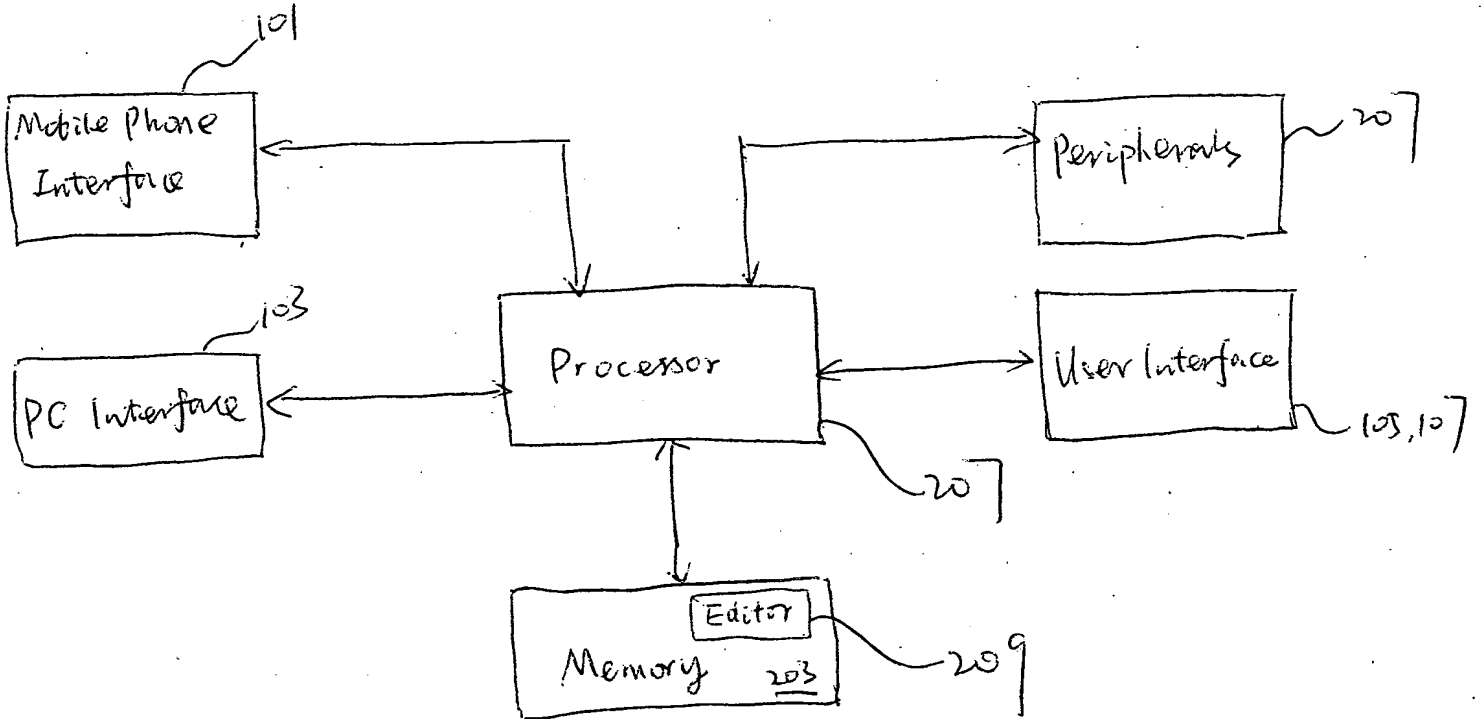 101
Mobile Phone
Interface
Peripherals
207
103
PC Interface
Processor
User Interface
105, 107
207
Editor
Memory
203
209